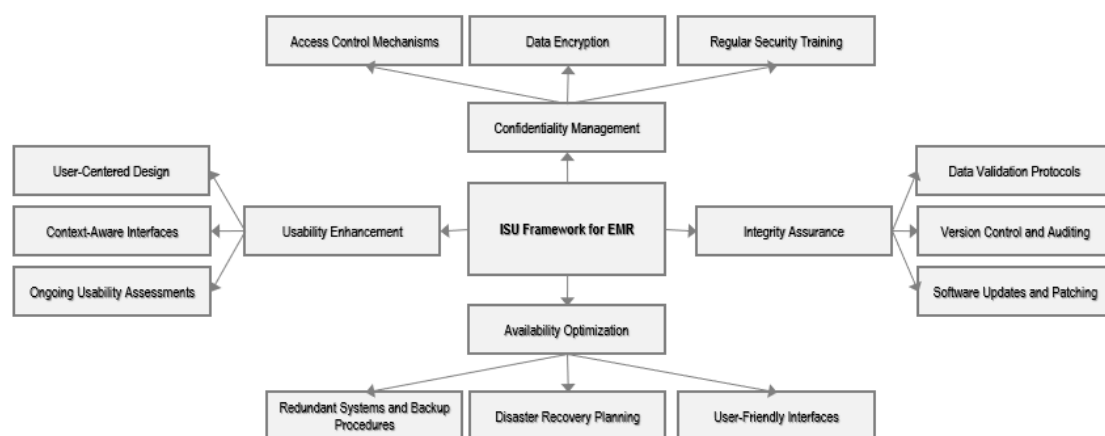 Access Control Mechanisms
Data Encryption
Regular Security Training
Confidentiality Management
User-Centered Design
Context-Aware Interfaces
Ongoing Usability Assessments
Usability Enhancement
ISU Framework for EMR
Integrity Assurance
Data Validation Protocols
Version Control and Auditing
Software Updates and Patching
Availability Optimization
Redundant Systems and Backup
Procedures
Disaster Recovery Planning
User-Friendly Interfaces